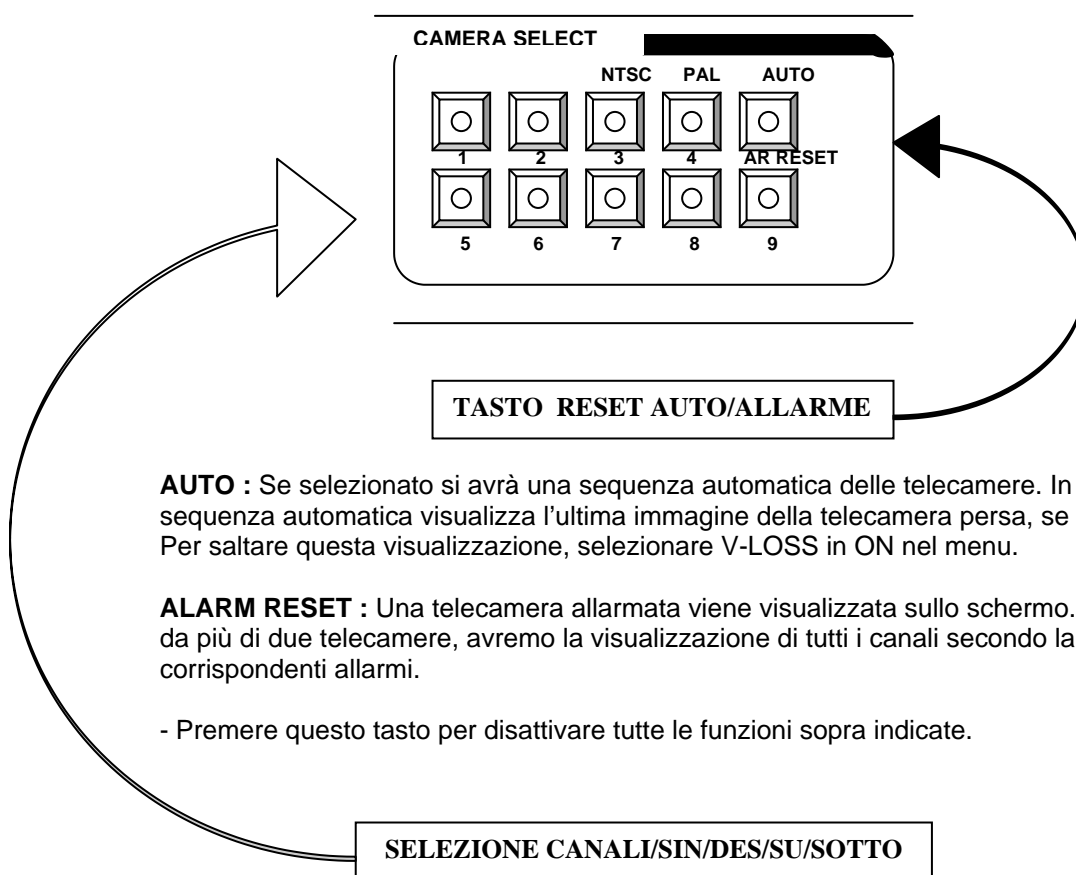 CAMERA SELECT
NTSC PAL AUTO
1 2 3 4 AR RESET
5 6 7 8 9
TASTO RESET AUTO/ALLARME
AUTO : Se selezionato si avrà una sequenza automatica delle telecamere. In
sequenza automatica visualizza l’ultima immagine della telecamera persa, se
Per saltare questa visualizzazione, selezionare V-LOSS in ON nel menu.
ALARM RESET : Una telecamera allarmata viene visualizzata sullo schermo.
da più di due telecamere, avremo la visualizzazione di tutti i canali secondo la
corrispondenti allarmi.
- Premere questo tasto per disattivare tutte le funzioni sopra indicate.
SELEZIONE CANALI/SIN/DES/SU/SOTTO